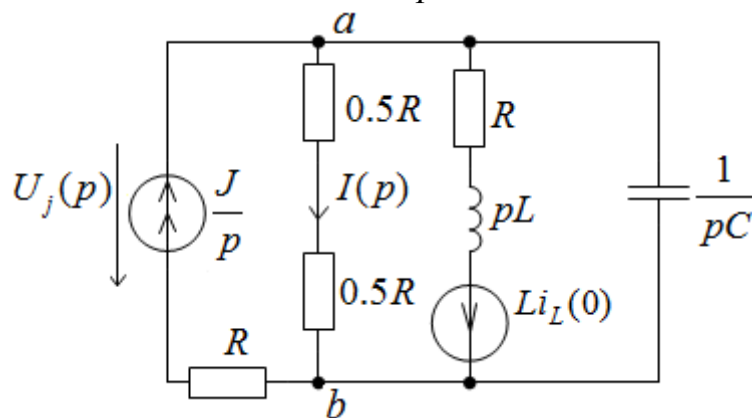 a
0.5R
R
U_j(p)
J/p
I(p)
pL
1/pC
0.5R
Li_L(0)
R
b